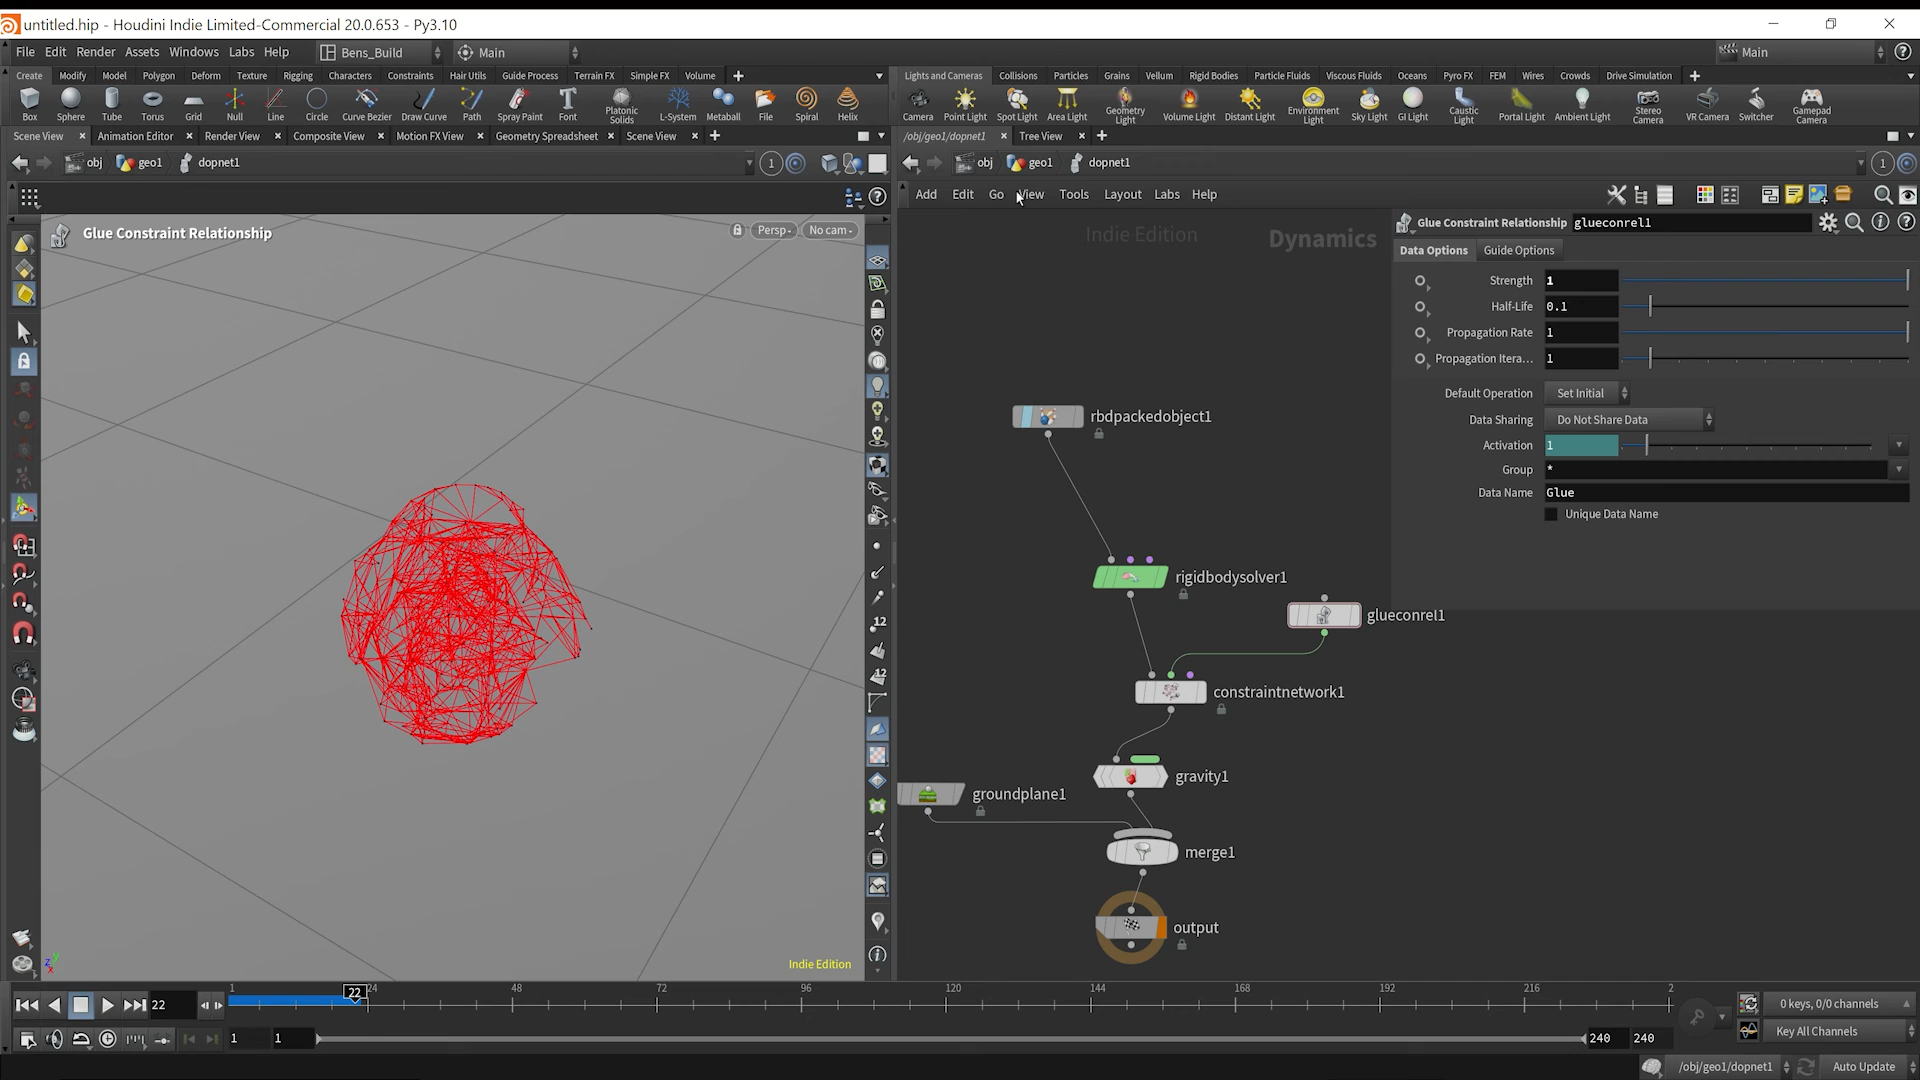 untitled.hip - Houdini Indie Limited-Commercial 20.0.653 - Py3.10
File Edit Render Assets Windows Labs Help Bens_Build Main Main
Create Modify Model Polygon Deform Texture Rigging Characters Constraints Hair Utils Guide Process Terrain FX Simple FX Volume
Lights and Cameras Collisions Particles Grains Vellum Rigid Bodies Particle Fluids Viscous Fluids Oceans Pyro FX FEM Wires Crowds Drive Simulation
Box Sphere Tube Torus Grid Null Line Circle Curve Bezier Draw Curve Path Spray Paint Font Platonic Solids L-System Metaball File Spiral Helix
Camera Point Light Spot Light Area Light Geometry Light Volume Light Distant Light Environment Light Sky Light GI Light Caustic Light Portal Light Ambient Light Stereo Camera VR Camera Switcher Gamepad Camera
Scene View Animation Editor Render View Composite View Motion FX View Geometry Spreadsheet Scene View
/obj/geo1/dopnet1 Tree View
obj geo1 dopnet1 1
obj geo1 dopnet1 1
Add Edit Go View Tools Layout Labs Help
Glue Constraint Relationship
Persp No cam
Indie Edition
Dynamics
Glue Constraint Relationship glueconrel1
Data Options Guide Options
Strength 1
Half-Life 0.1
Propagation Rate 1
Propagation Itera... 1
Default Operation Set Initial
Data Sharing Do Not Share Data
Activation 1
Group *
Data Name Glue
Unique Data Name
rbdpackedobject1
rigidbodysolver1
glueconrel1
constraintnetwork1
gravity1
groundplane1
merge1
output
12
12
z y x
Indie Edition
22 1 22 24 48 72 96 120 144 168 192 216 2
0 keys, 0/0 channels
1 1 240 240
Key All Channels
/obj/geo1/dopnet1 Auto Update